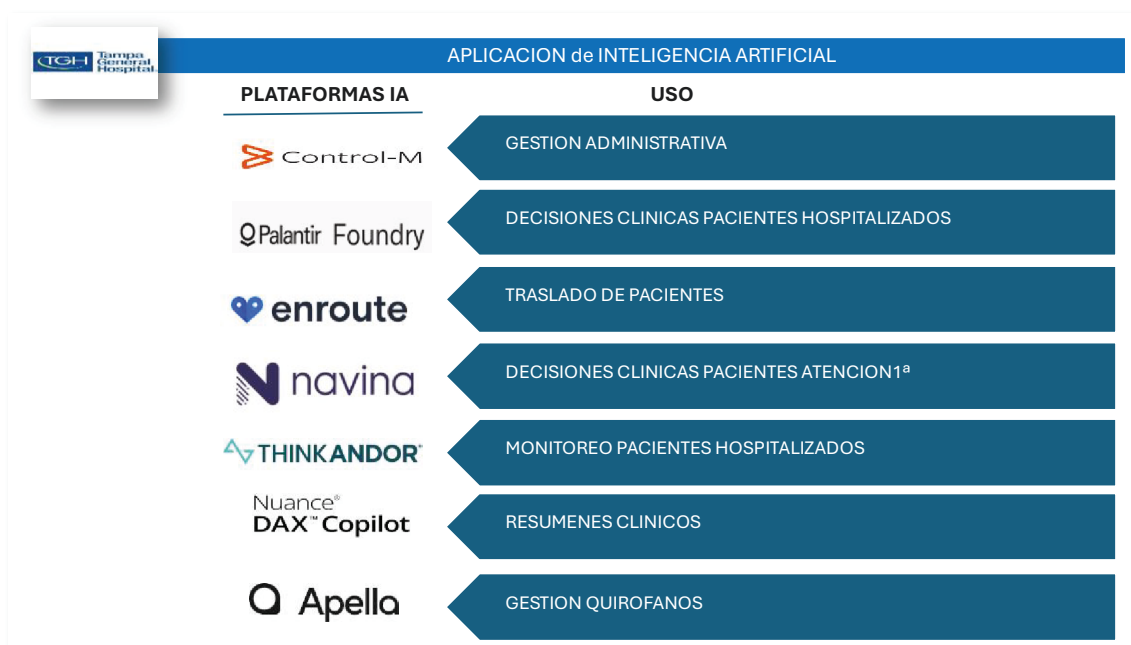 TGH Tampa
General
Hospital
APLICACION de INTELIGENCIA ARTIFICIAL
PLATAFORMAS IA USO
Control-M GESTION ADMINISTRATIVA
Palantir Foundry DECISIONES CLINICAS PACIENTES HOSPITALIZADOS
enroute TRASLADO DE PACIENTES
navina DECISIONES CLINICAS PACIENTES ATENCION1ª
THINKANDOR® MONITOREO PACIENTES HOSPITALIZADOS
Nuance®
DAX™ Copilot RESUMENES CLINICOS
Apella GESTION QUIROFANOS